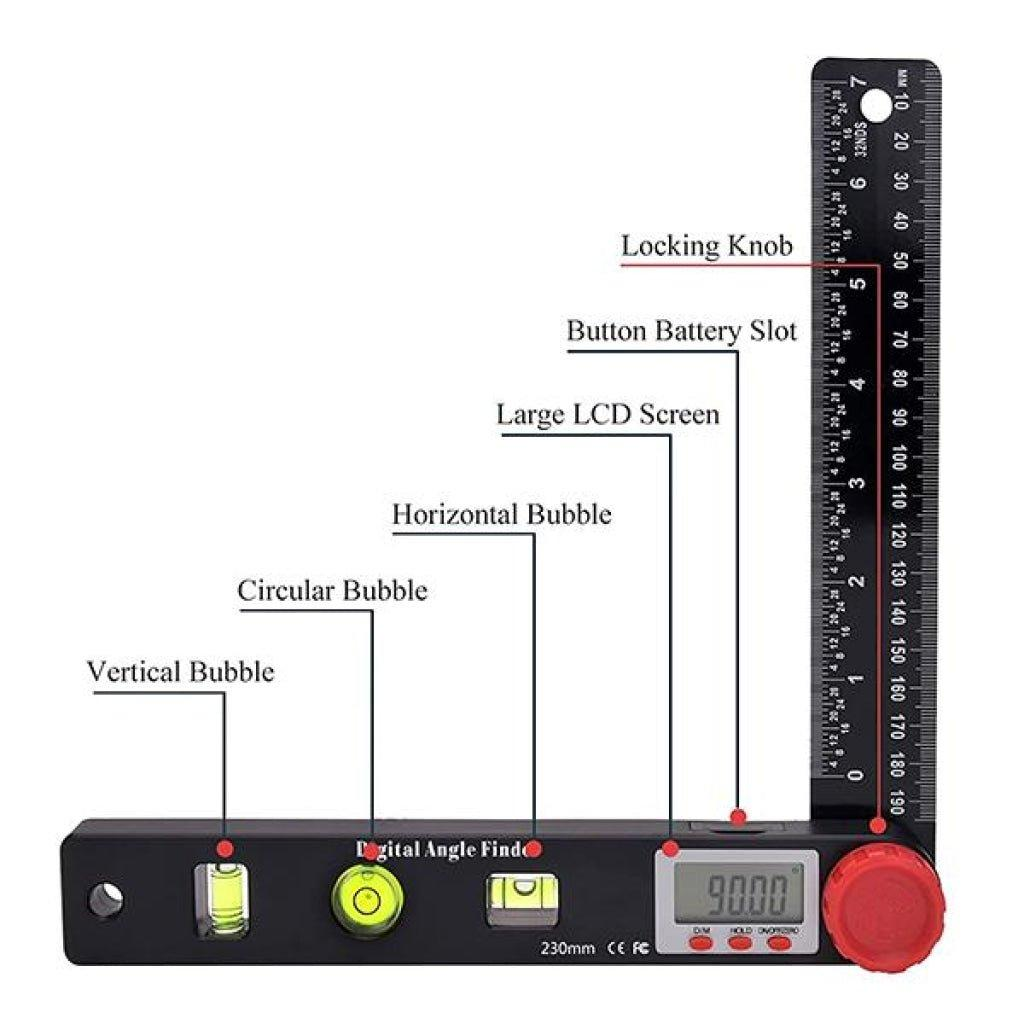 Locking Knob
Button Battery Slot
Large LCD Screen
Horizontal Bubble
Circular Bubble
Vertical Bubble
7
32NDS
6
5
4
3
2
1
0
MM
10
20
30
40
50
60
70
80
90
100
110
120
130
140
150
160
170
180
190
Digital Angle Finder
90.00°
D/M HOLD ON/OFF/ZERO
230mm CE FC